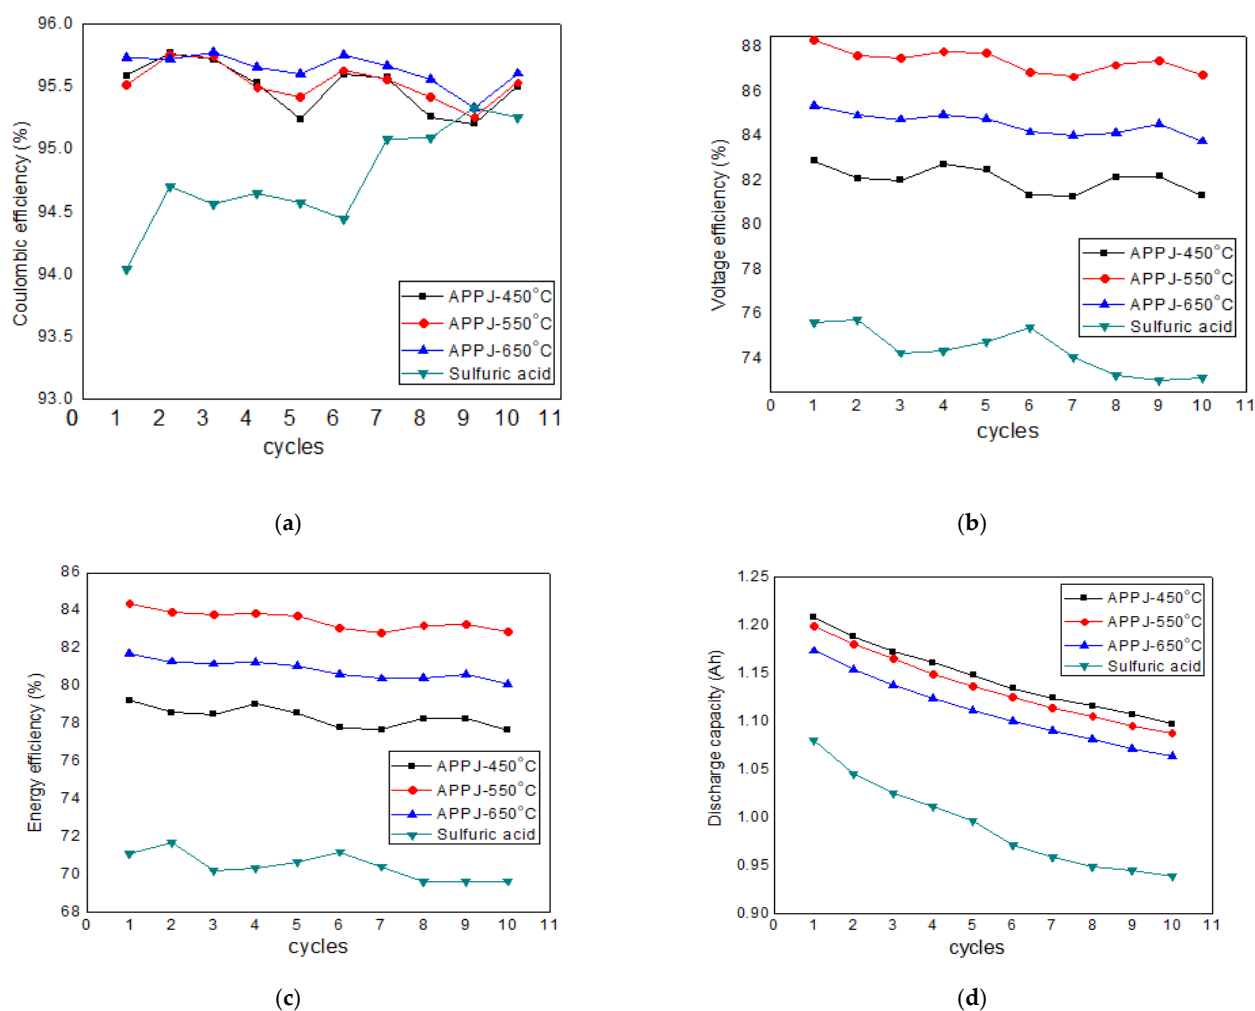 96.0
95.5
95.0
94.5
94.0
93.5
93.0
Coulombic efficiency (%)
APPJ-450°C
APPJ-550°C
APPJ-650°C
Sulfuric acid
0 1 2 3 4 5 6 7 8 9 10 11
cycles
(a)
88
86
84
82
80
78
76
74
Voltage efficiency (%)
APPJ-450°C
APPJ-550°C
APPJ-650°C
Sulfuric acid
0 1 2 3 4 5 6 7 8 9 10 11
cycles
(b)
86
84
82
80
78
76
74
72
70
68
Energy efficiency (%)
APPJ-450°C
APPJ-550°C
APPJ-650°C
Sulfuric acid
0 1 2 3 4 5 6 7 8 9 10 11
cycles
(c)
1.25
1.20
1.15
1.10
1.05
1.00
0.95
0.90
Discharge capacity (Ah)
APPJ-450°C
APPJ-550°C
APPJ-650°C
Sulfuric acid
0 1 2 3 4 5 6 7 8 9 10 11
cycles
(d)